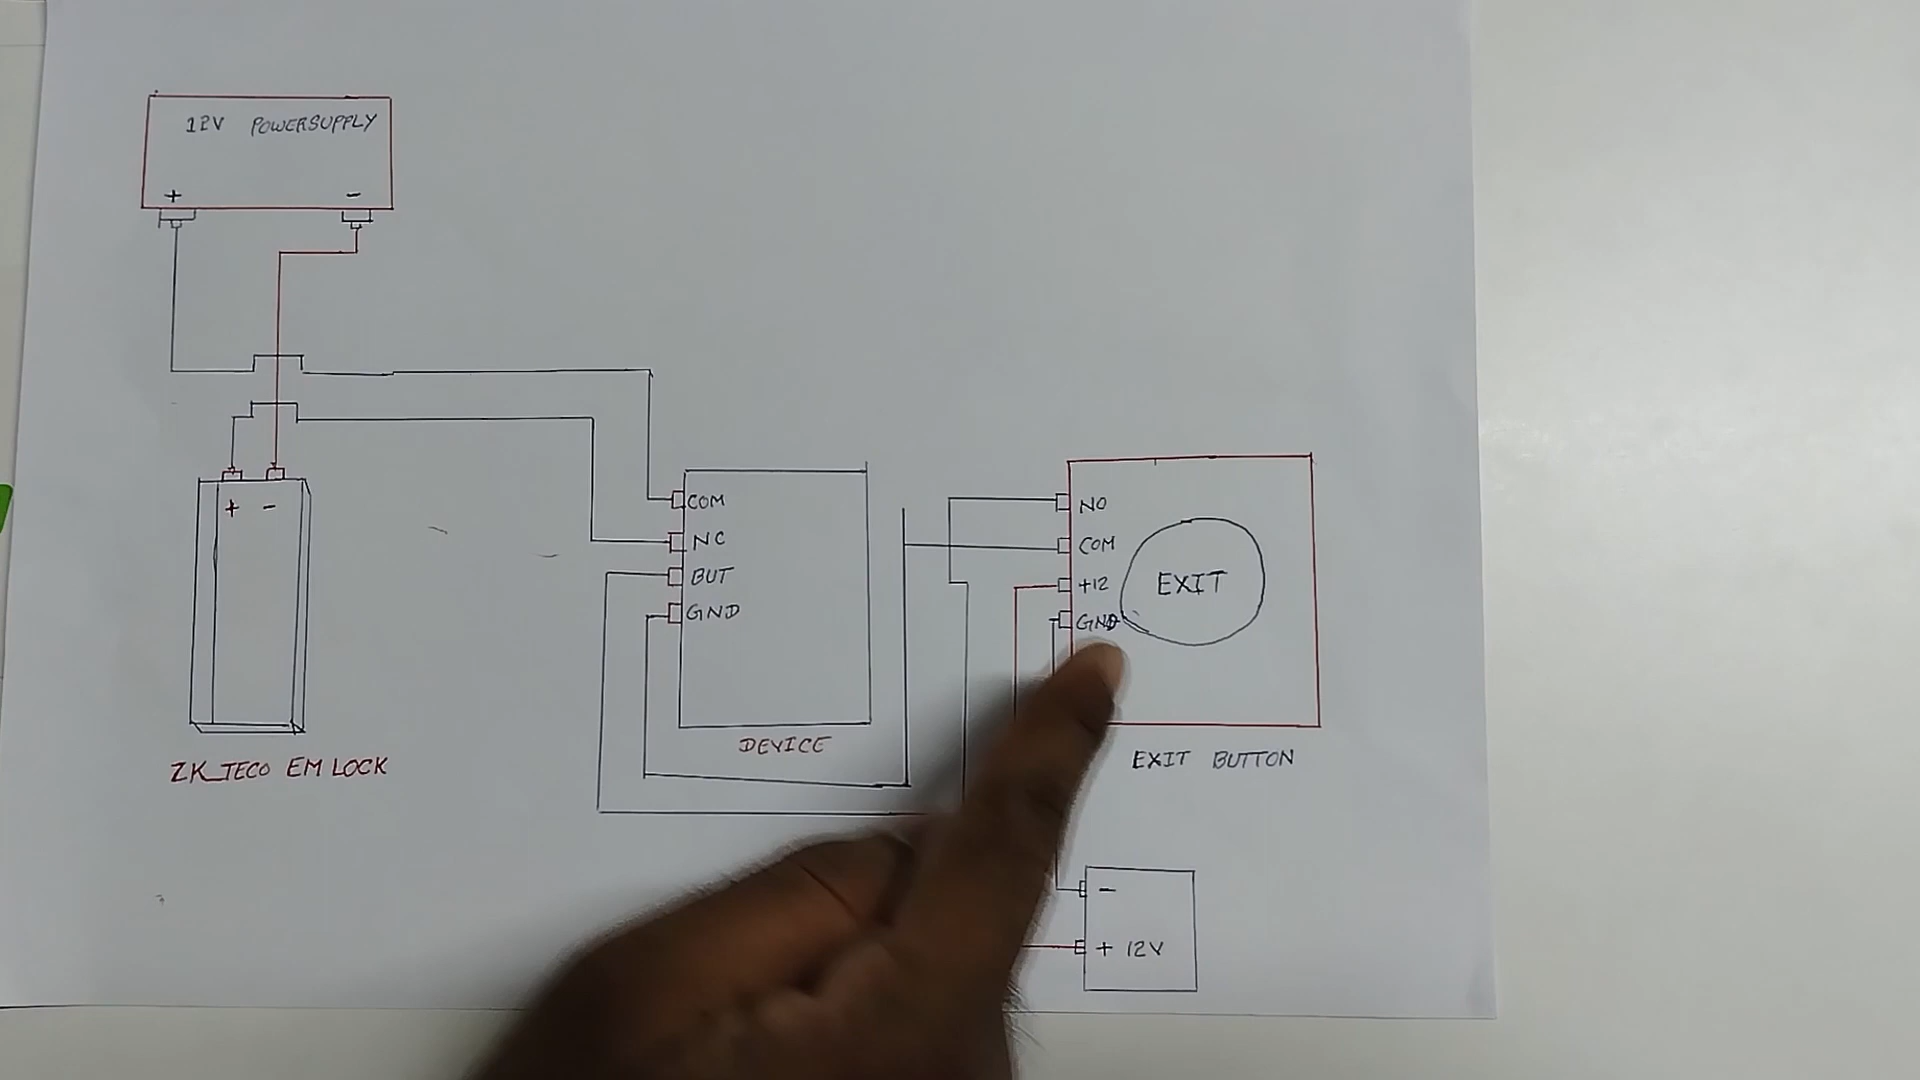 12V POWERSUPPLY
+ -
+ -
ZK_TECO EM LOCK
COM
NC
BUT
GND
DEVICE
NO
COM
+12
GND
EXIT
EXIT BUTTON
-
+ 12V